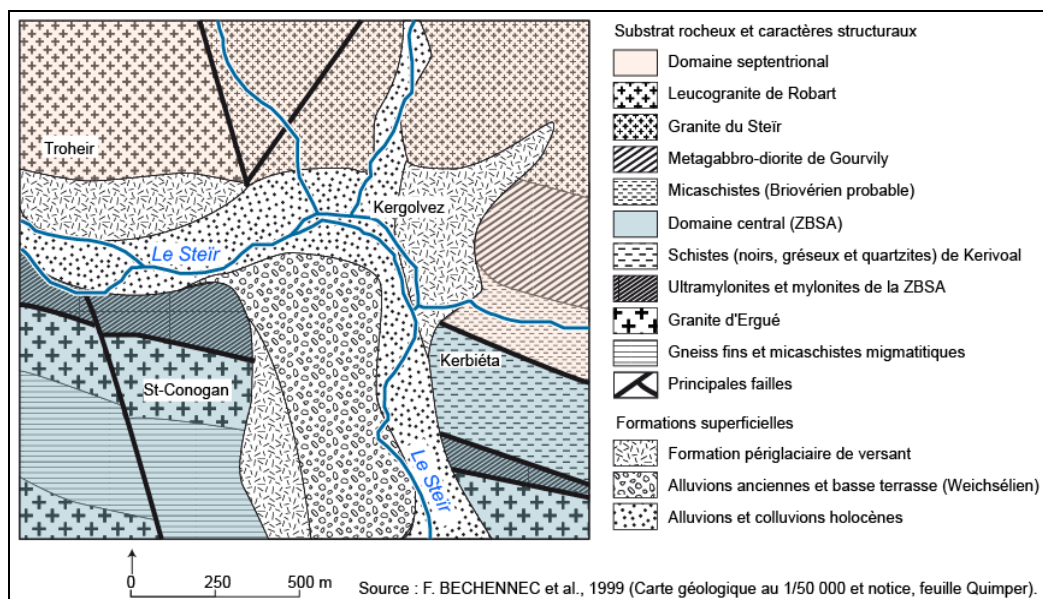 Troheir
Kergolvez
Le Steïr
Kerbiéta
St-Conogan
Le Steïr
0 250 500 m
Substrat rocheux et caractères structuraux
Domaine septentrional
Leucogranite de Robart
Granite du Steïr
Metagabbro-diorite de Gourvily
Micaschistes (Briovérien probable)
Domaine central (ZBSA)
Schistes (noirs, gréseux et quartzites) de Kerivoal
Ultramylonites et mylonites de la ZBSA
Granite d'Ergué
Gneiss fins et micaschistes migmatitiques
Principales failles
Formations superficielles
Formation périglaciaire de versant
Alluvions anciennes et basse terrasse (Weichsélien)
Alluvions et colluvions holocènes
Source : F. BECHENNEC et al., 1999 (Carte géologique au 1/50 000 et notice, feuille Quimper).